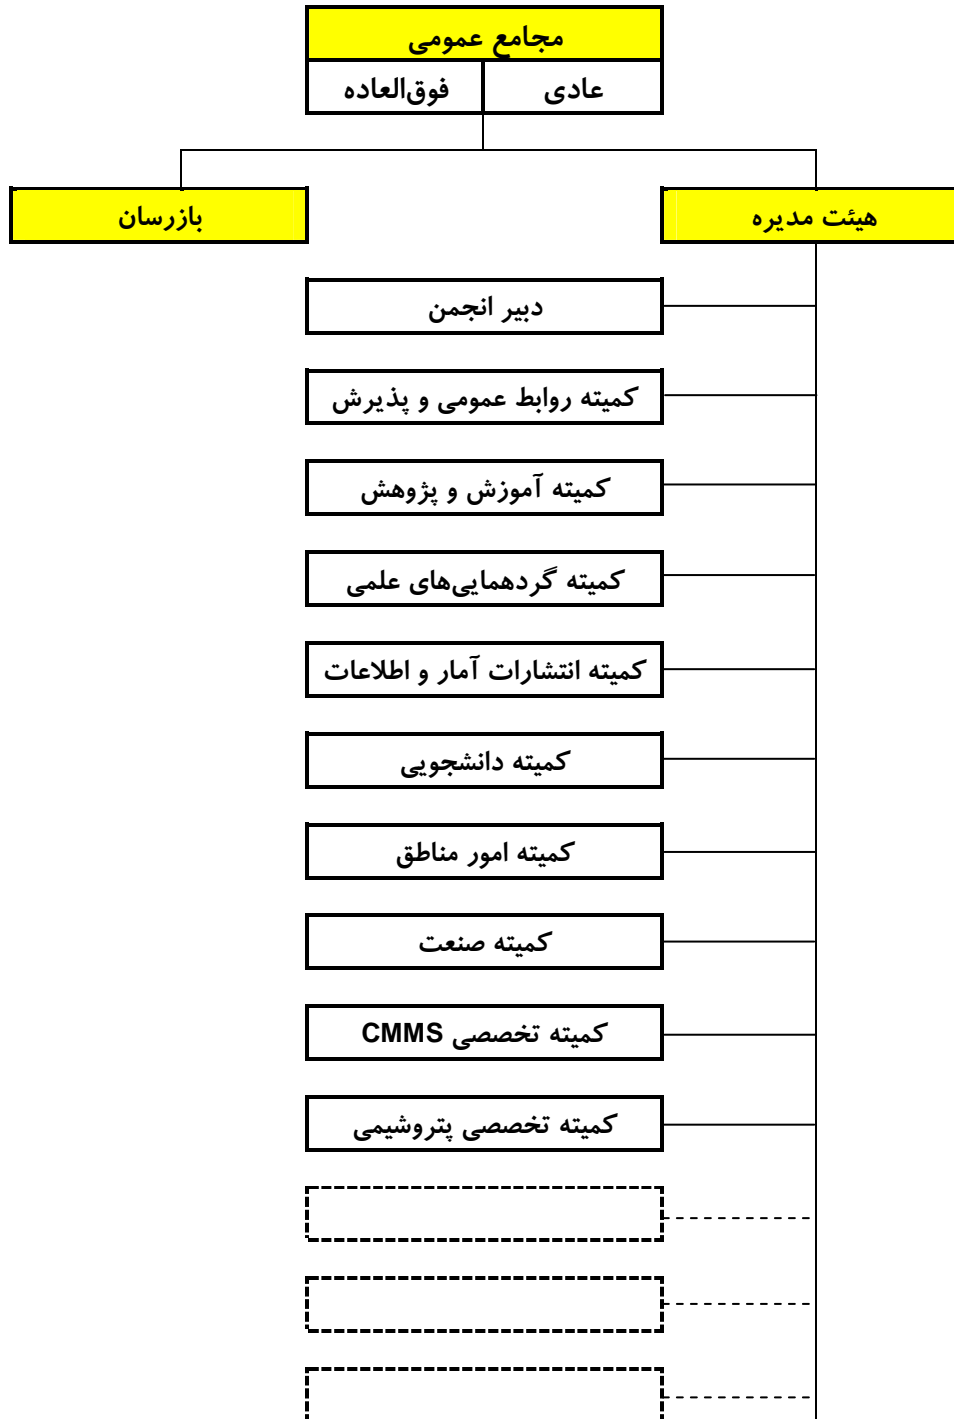 مجامع عمومی
عادی
فوق‌العاده
هیئت مدیره
بازرسان
دبیر انجمن
کمیته روابط عمومی و پذیرش
کمیته آموزش و پژوهش
کمیته گردهمایی‌های علمی
کمیته انتشارات آمار و اطلاعات
کمیته دانشجویی
کمیته امور مناطق
کمیته صنعت
کمیته تخصصی CMMS
کمیته تخصصی پتروشیمی